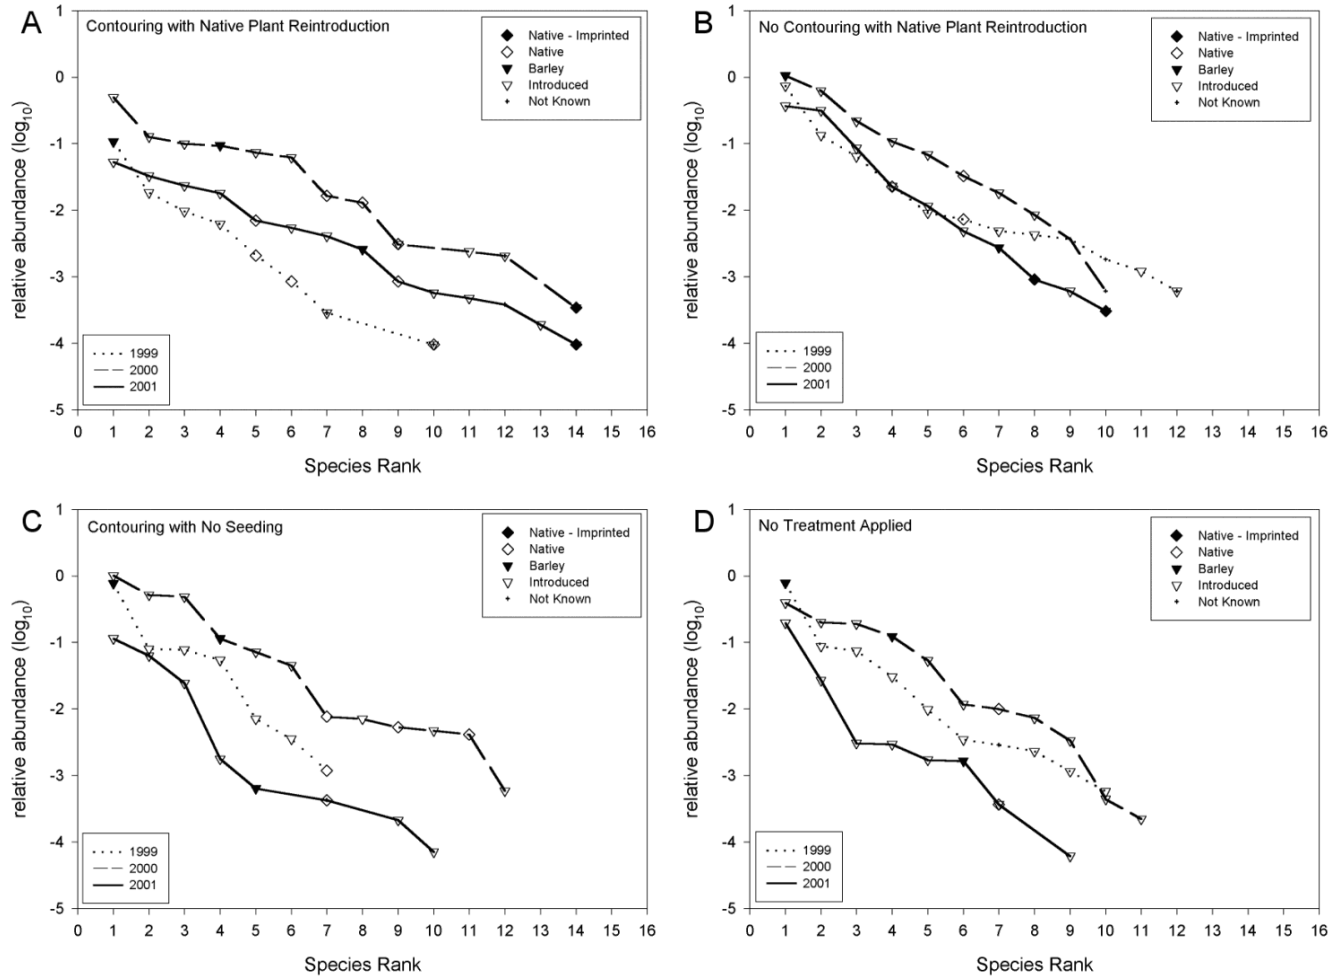 A
Contouring with Native Plant Reintroduction
Native - Imprinted
Native
Barley
Introduced
Not Known
1
0
-1
-2
-3
-4
-5
relative abundance (log10)
1999
2000
2001
1 2 3 4 5 6 7 8 9 10 11 12 13 14 15 16
Species Rank
B
No Contouring with Native Plant Reintroduction
Native - Imprinted
Native
Barley
Introduced
Not Known
1
0
-1
-2
-3
-4
-5
relative abundance (log10)
1999
2000
2001
1 2 3 4 5 6 7 8 9 10 11 12 13 14 15 16
Species Rank
C
Contouring with No Seeding
Native - Imprinted
Native
Barley
Introduced
Not Known
1
0
-1
-2
-3
-4
-5
relative abundance (log10)
1999
2000
2001
1 2 3 4 5 6 7 8 9 10 11 12 13 14 15 16
Species Rank
D
No Treatment Applied
Native - Imprinted
Native
Barley
Introduced
Not Known
1
0
-1
-2
-3
-4
-5
relative abundance (log10)
1999
2000
2001
1 2 3 4 5 6 7 8 9 10 11 12 13 14 15 16
Species Rank